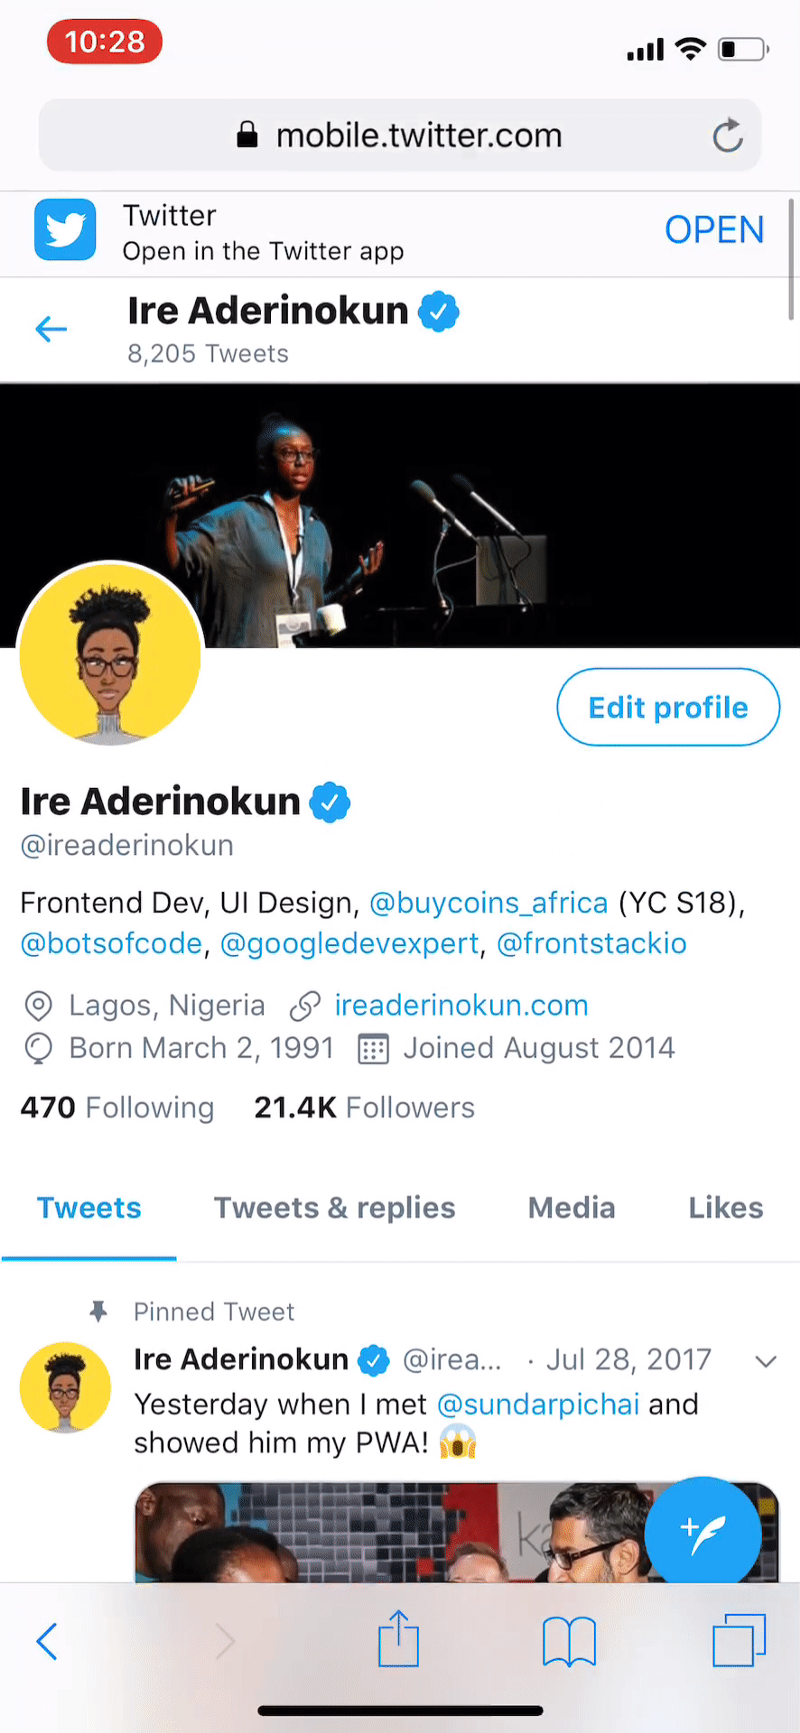 10:28
mobile.twitter.com
Twitter
Open in the Twitter app
OPEN
Ire Aderinokun
8,205 Tweets
Edit profile
Ire Aderinokun
@ireaderinokun
Frontend Dev, UI Design, @buycoins_africa (YC S18),
@botsofcode, @googledevexpert, @frontstackio
Lagos, Nigeria ireaderinokun.com
Born March 2, 1991 Joined August 2014
470 Following 21.4K Followers
Tweets Tweets & replies Media Likes
Pinned Tweet
Ire Aderinokun @irea... · Jul 28, 2017
Yesterday when I met @sundarpichai and
showed him my PWA! 😱